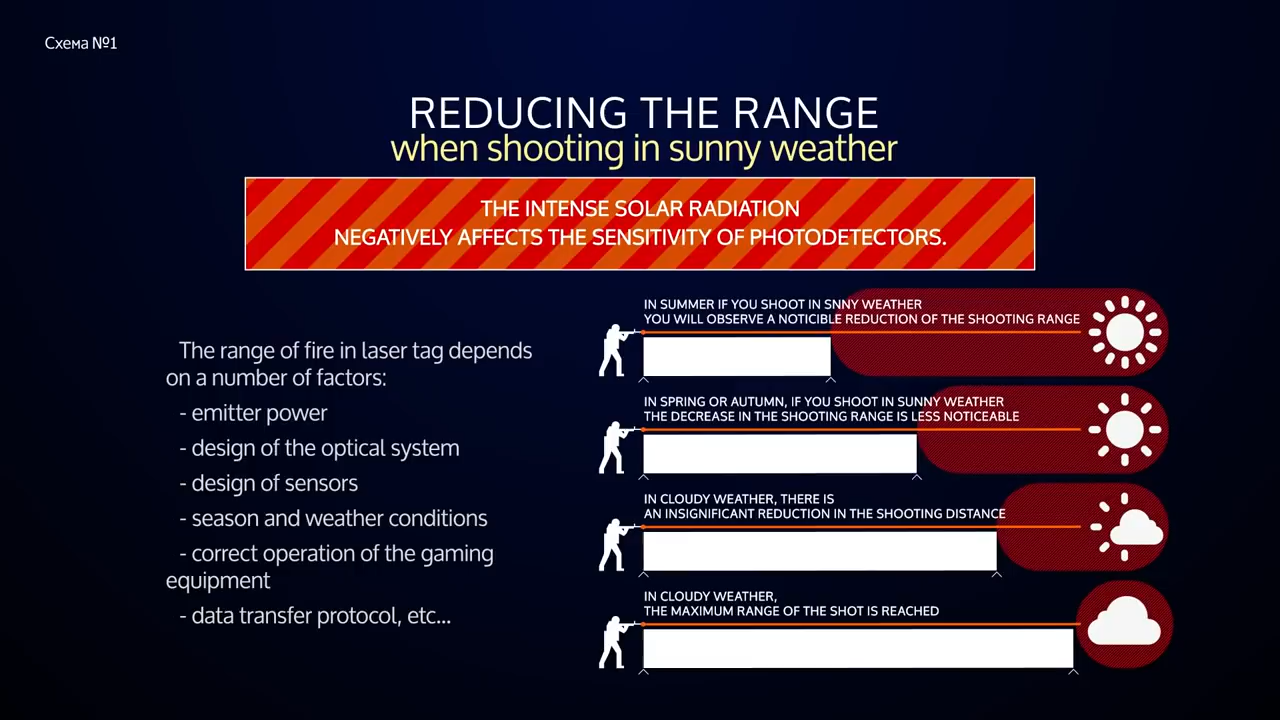 Схема №1
REDUCING THE RANGE
when shooting in sunny weather
THE INTENSE SOLAR RADIATION
NEGATIVELY AFFECTS THE SENSITIVITY OF PHOTODETECTORS.
The range of fire in laser tag depends
on a number of factors:
- emitter power
- design of the optical system
- design of sensors
- season and weather conditions
- correct operation of the gaming
equipment
- data transfer protocol, etc...
IN SUMMER IF YOU SHOOT IN SNNY WEATHER
YOU WILL OBSERVE A NOTICIBLE REDUCTION OF THE SHOOTING RANGE
IN SPRING OR AUTUMN, IF YOU SHOOT IN SUNNY WEATHER
THE DECREASE IN THE SHOOTING RANGE IS LESS NOTICEABLE
IN CLOUDY WEATHER, THERE IS
AN INSIGNIFICANT REDUCTION IN THE SHOOTING DISTANCE
IN CLOUDY WEATHER,
THE MAXIMUM RANGE OF THE SHOT IS REACHED